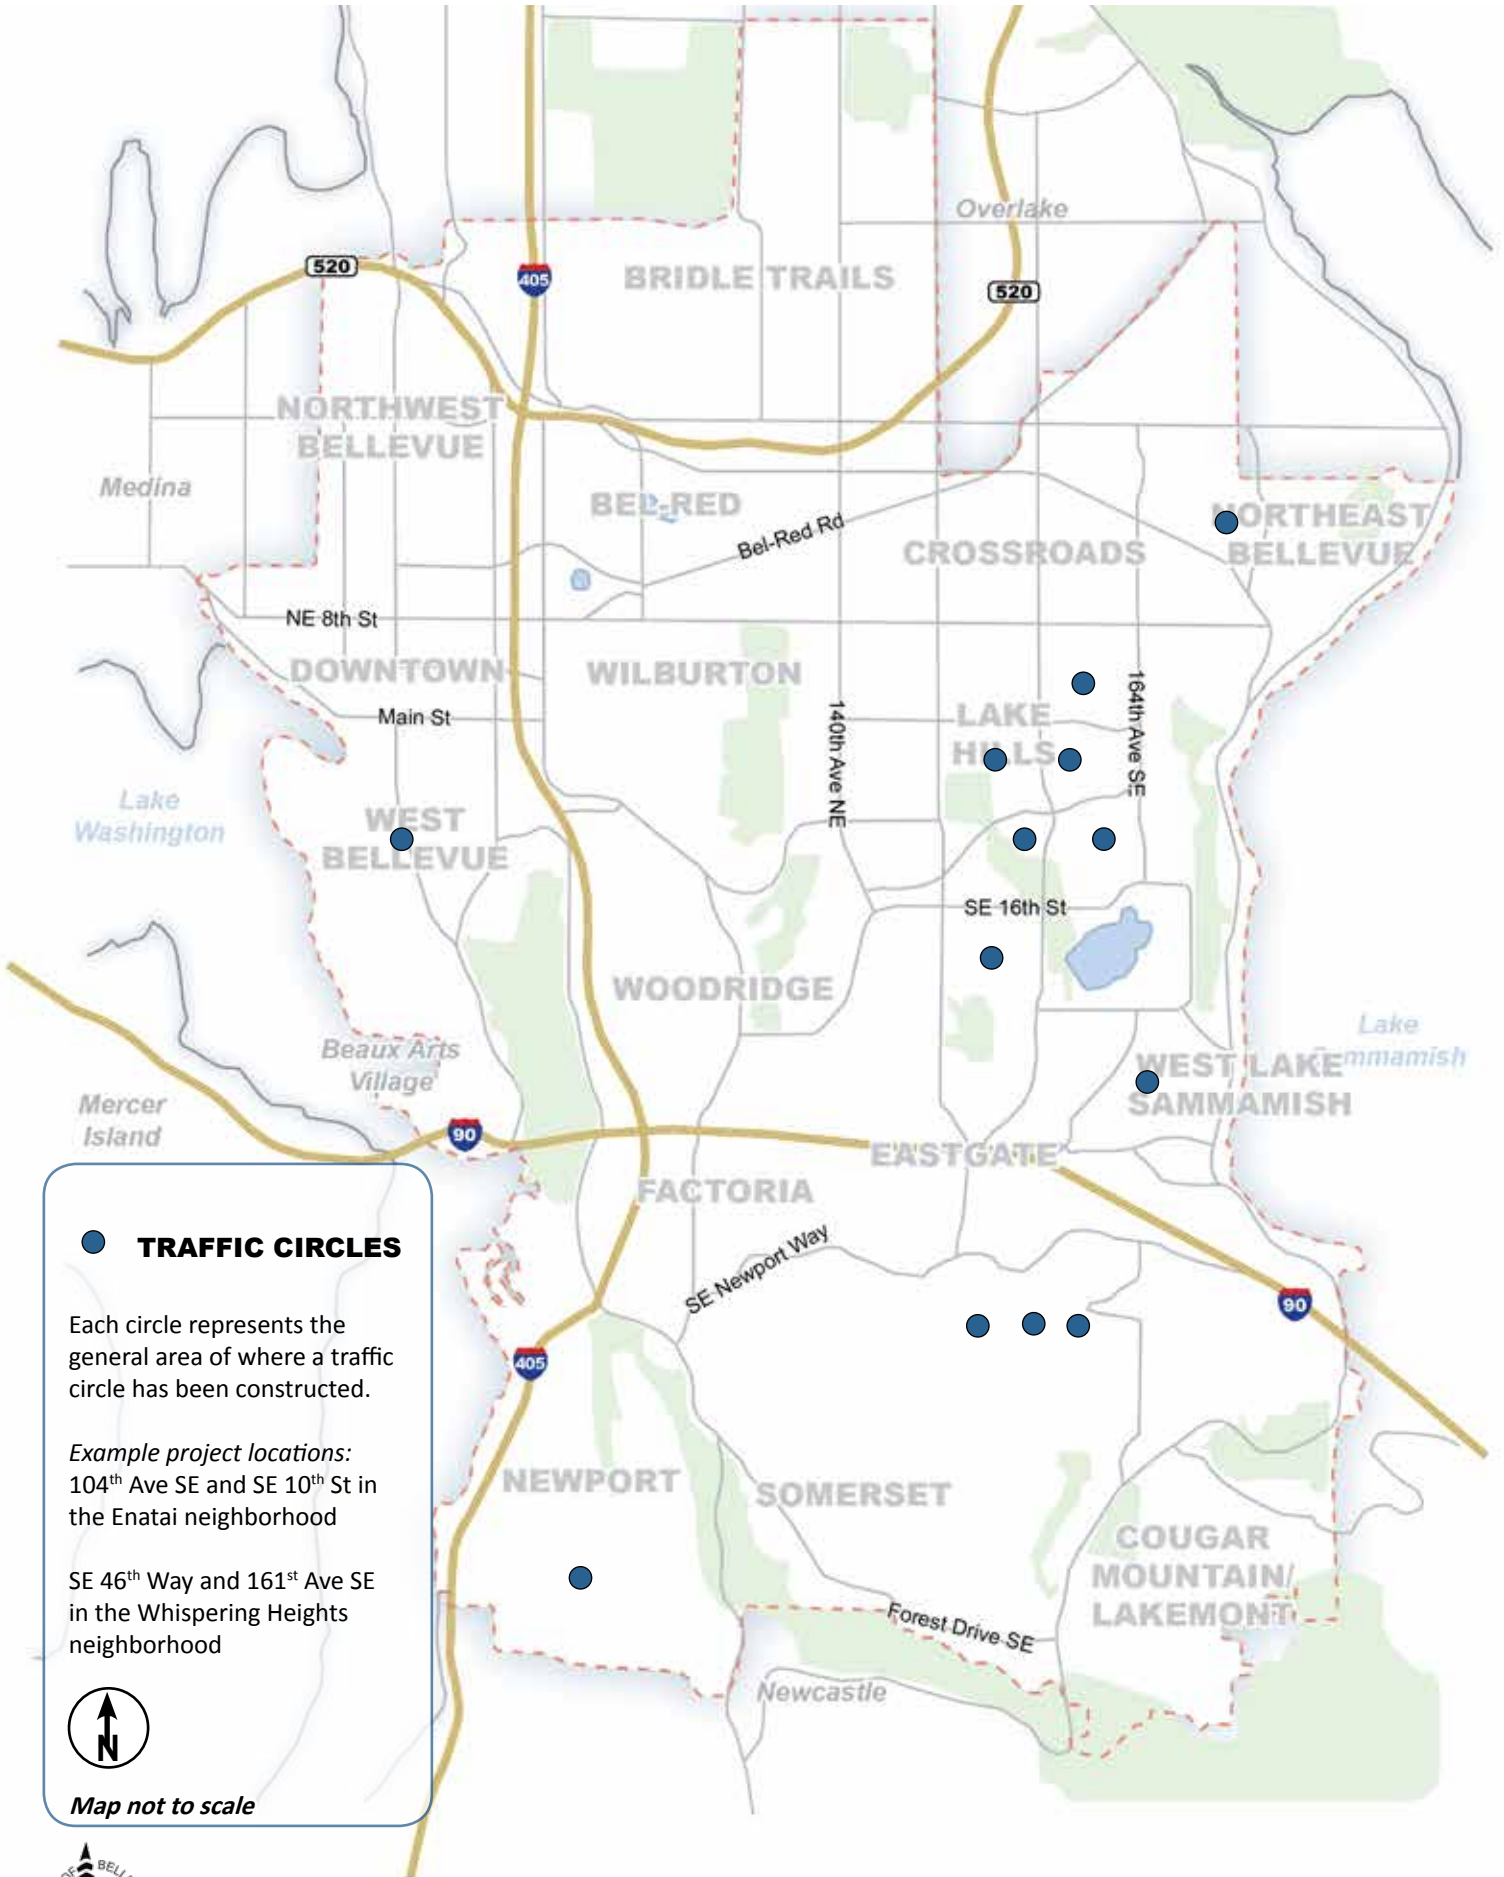 Overlake
520
405
BRIDLE TRAILS
520
NORTHWEST
BELLEVUE
Medina
BEL-RED
Bel-Red Rd
CROSSROADS
NORTHEAST
BELLEVUE
NE 8th St
DOWNTOWN
WILBURTON
Main St
140th Ave NE
LAKE
HILLS
164th Ave SE
Lake
Washington
WEST
BELLEVUE
SE 16th St
WOODRIDGE
Beaux Arts
Village
Lake
WEST LAKE
SAMMAMISH
Mercer
Island
90
EASTGATE
FACTORIA
SE Newport Way
90
405
NEWPORT
SOMERSET
COUGAR
MOUNTAIN/
LAKEMONT
Forest Drive SE
Newcastle
TRAFFIC CIRCLES
Each circle represents the
general area of where a traffic
circle has been constructed.
Example project locations:
104th Ave SE and SE 10th St in
the Enatai neighborhood
SE 46th Way and 161st Ave SE
in the Whispering Heights
neighborhood
N
Map not to scale